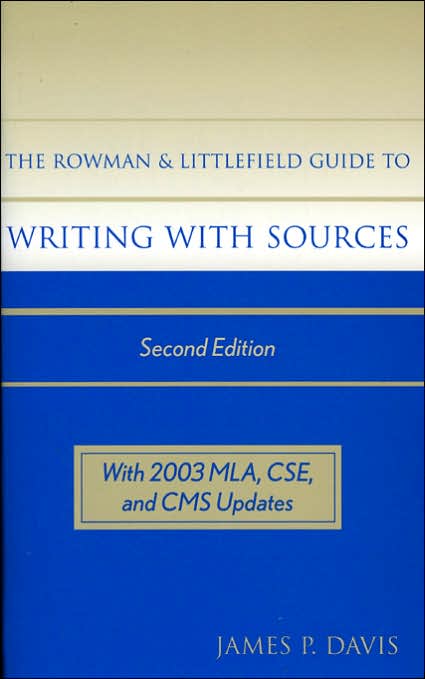 THE ROWMAN & LITTLEFIELD GUIDE TO
WRITING WITH SOURCES
Second Edition
With 2003 MLA, CSE,
and CMS Updates
JAMES P. DAVIS